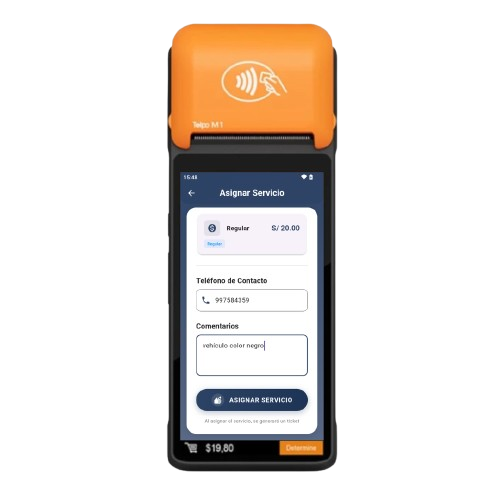 Telpo M1
15:48
Asignar Servicio
Regular
S/ 20.00
Regular
Teléfono de Contacto
997584359
Comentarios
vehículo color negro
ASIGNAR SERVICIO
Al asignar el servicio, se generará un ticket
$19,80
Determine